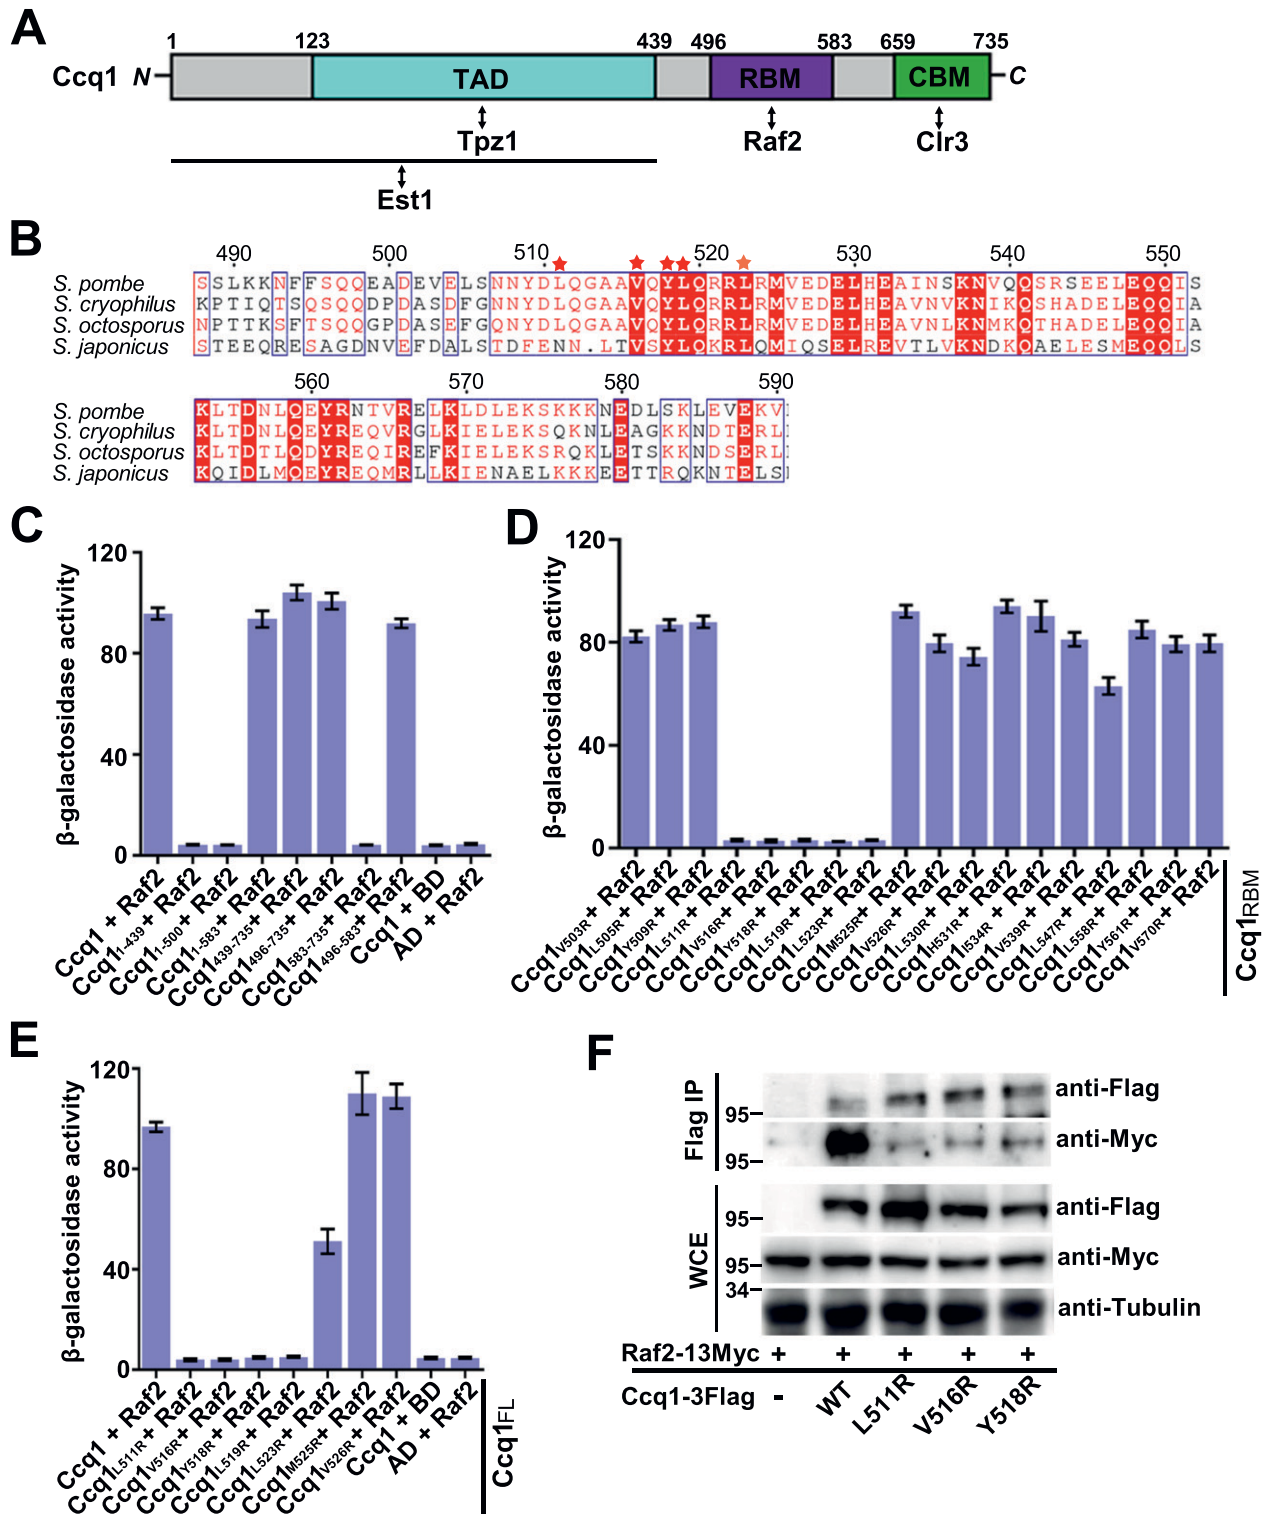 A
1 123 439 496 583 659 735
Ccq1 N TAD RBM CBM C
Tpz1 Raf2 Clr3
Est1
B
490 500 510 520 530 540 550
S. pombe SSLKKNFFSQQEADEVELSNNYDLQGAAVQYLQRRLRMVEDELHEAINSKNVQQSRSEELEQQIS
S. cryophilus KPTIQTSQSQQDPDASDFGQNYDLQGAAVQYLQRRLRMVEDELHEAVNLKNMKQTHADELEQQIA
S. octosporus NPTTKSFTSQQGPDASEFGQNYDLQGAAVQYLQRRLRMVEDELHEAVNLKNMKQTHADELEQQIA
S. japonicus STEEQRESAGDNVEFDALSTDFENN.LTVSYLQKRLQMIQSELREVTLVKNDKQAELESMEQQLS
560 570 580 590
S. pombe KLTDNLQEYRNTVRELKLDLEKSKKKNEDLSKLEVEKV
S. cryophilus KLTDNLQEYREQVRGLKIELEKSQKNLEAGKKNDTERL
S. octosporus KLTDTLQDYREQIREFKIELEKSRQKLETSKKNDSERL
S. japonicus KQIDLMQEYREQMRLLKIENAELKKKEETTRQKNTELS
C
β-galactosidase activity
120
80
40
0
Ccq1 + Raf2
Ccq11-439 + Raf2
Ccq11-500 + Raf2
Ccq11-583 + Raf2
Ccq1439-735 + Raf2
Ccq1496-735 + Raf2
Ccq1583-735 + Raf2
Ccq1496-583 + Raf2
Ccq1 + BD
AD + Raf2
D
β-galactosidase activity
120
80
40
0
Ccq1V503R + Raf2
Ccq1L505R + Raf2
Ccq1Y509R + Raf2
Ccq1L511R + Raf2
Ccq1V516R + Raf2
Ccq1Y518R + Raf2
Ccq1L519R + Raf2
Ccq1L523R + Raf2
Ccq1M525R + Raf2
Ccq1V526R + Raf2
Ccq1L530R + Raf2
Ccq1H531R + Raf2
Ccq1I534R + Raf2
Ccq1V539R + Raf2
Ccq1L547R + Raf2
Ccq1L558R + Raf2
Ccq1Y561R + Raf2
Ccq1V570R + Raf2
Ccq1RBM
E
β-galactosidase activity
120
80
40
0
Ccq1 + Raf2
Ccq1L511R + Raf2
Ccq1V516R + Raf2
Ccq1Y518R + Raf2
Ccq1L519R + Raf2
Ccq1L523R + Raf2
Ccq1M525R + Raf2
Ccq1V526R + Raf2
Ccq1 + BD
AD + Raf2
Ccq1FL
F
Flag IP
95 anti-Flag
95 anti-Myc
WCE
95 anti-Flag
95 anti-Myc
34 anti-Tubulin
Raf2-13Myc + + + + +
Ccq1-3Flag - WT L511R V516R Y518R